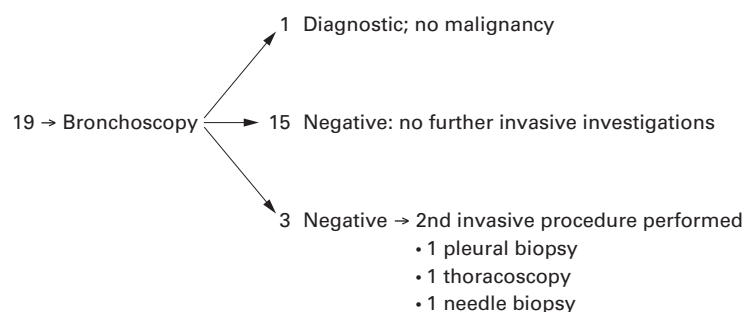 1 Diagnostic; no malignancy
19 → Bronchoscopy
15 Negative: no further invasive investigations
3 Negative → 2nd invasive procedure performed
• 1 pleural biopsy
• 1 thoracoscopy
• 1 needle biopsy